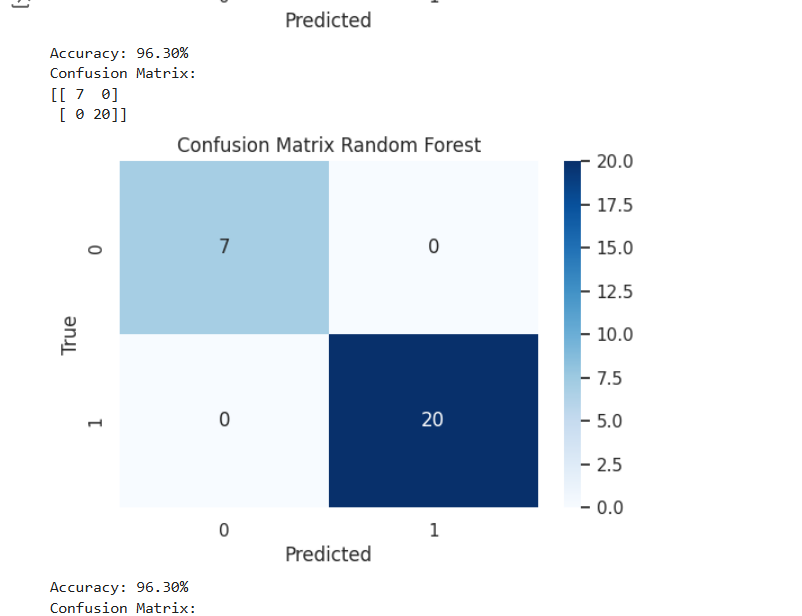 Predicted
Accuracy: 96.30%
Confusion Matrix:
[[ 7  0]
 [ 0 20]]
Confusion Matrix Random Forest
20.0
17.5
15.0
12.5
10.0
7.5
5.0
2.5
0.0
0
7
0
True
1
0
20
0
1
Predicted
Accuracy: 96.30%
Confusion Matrix: